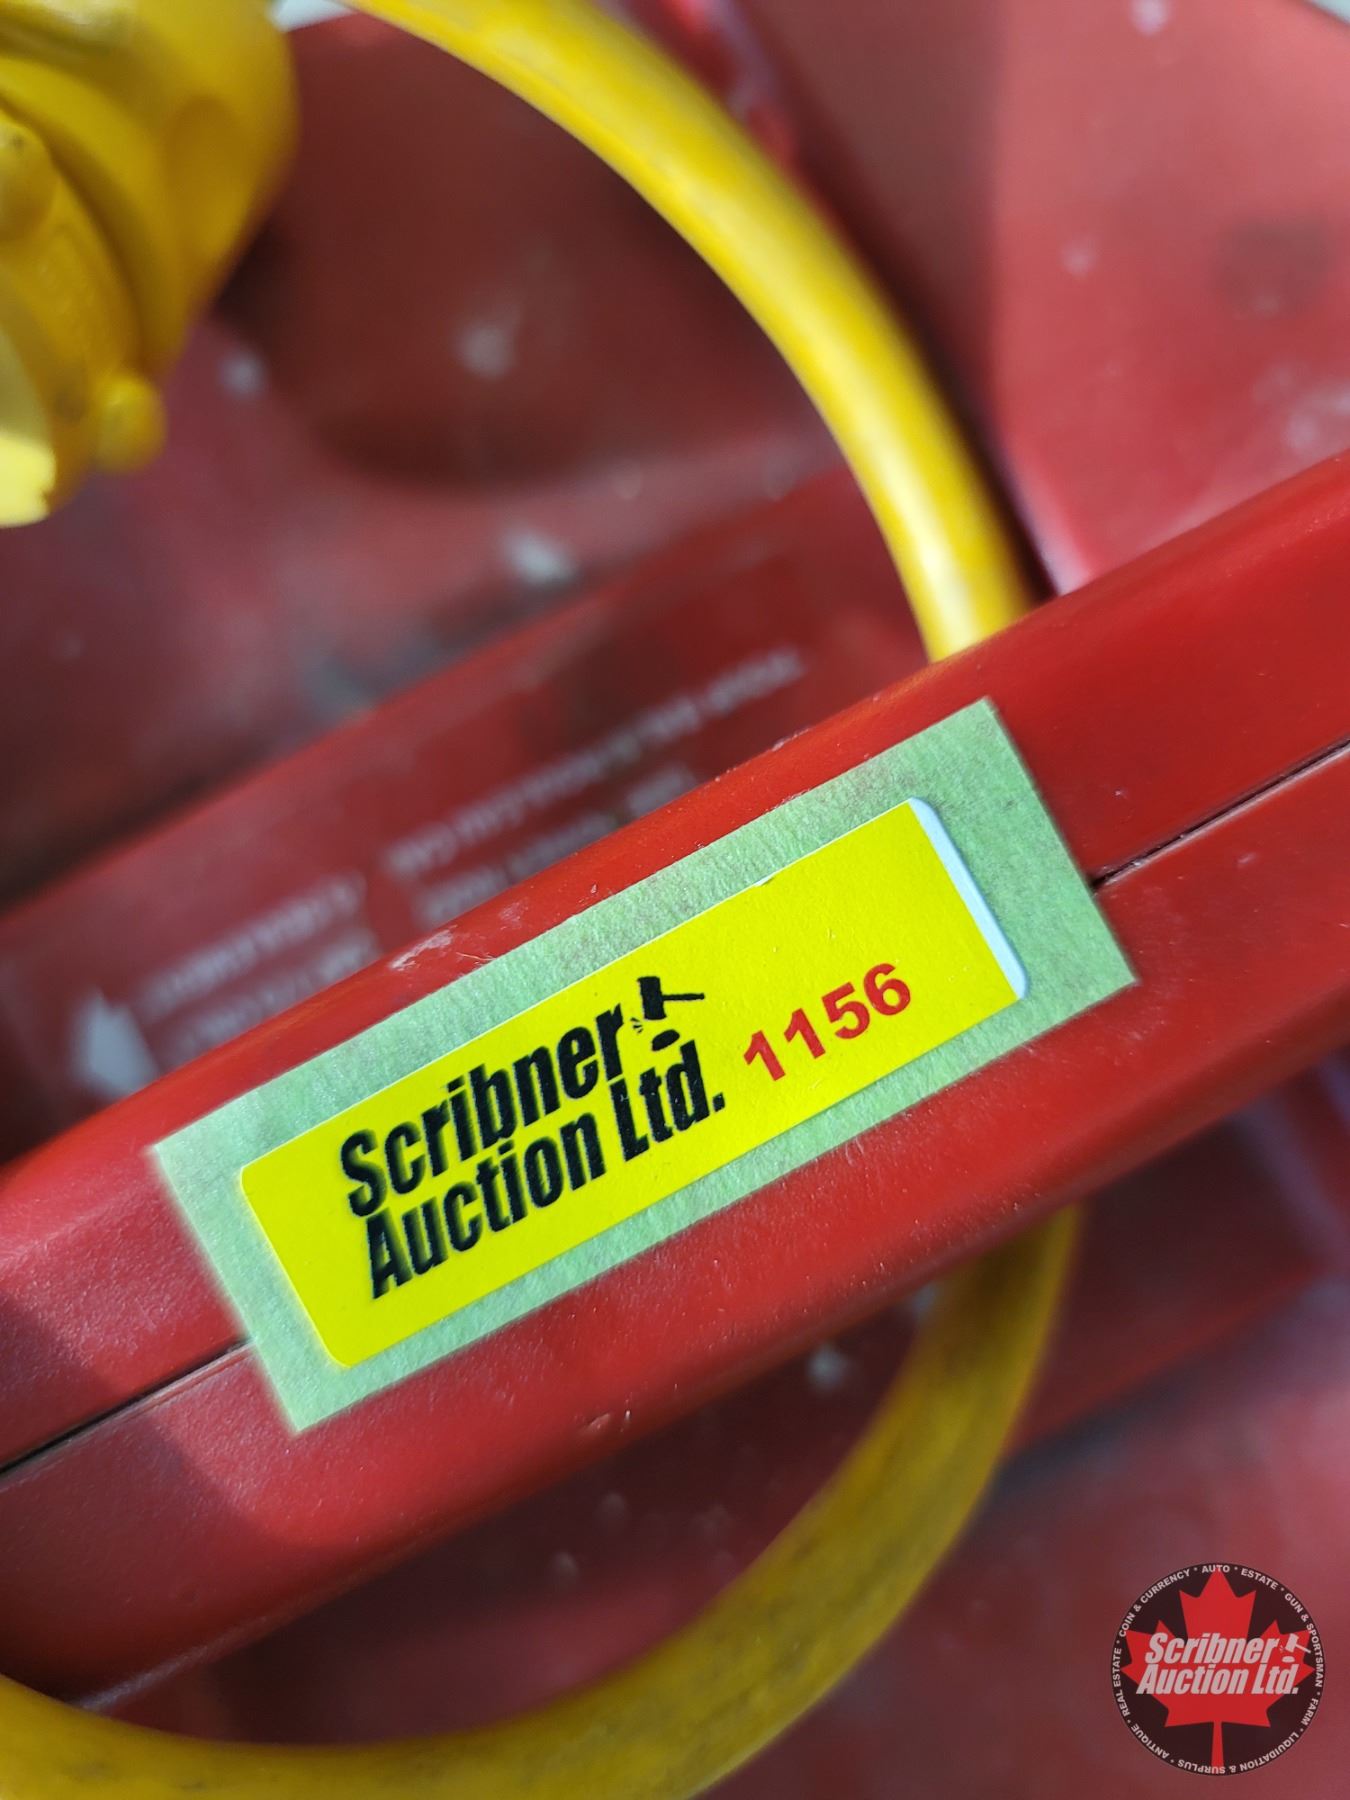 Scribner
Auction Ltd.
1156
COIN & CURRENCY • AUTO • ESTATE • GUN & SPORTSMAN • FARM • LIQUIDATION & SURPLUS • ANTIQUE • REAL ESTATE •
Scribner
Auction Ltd.